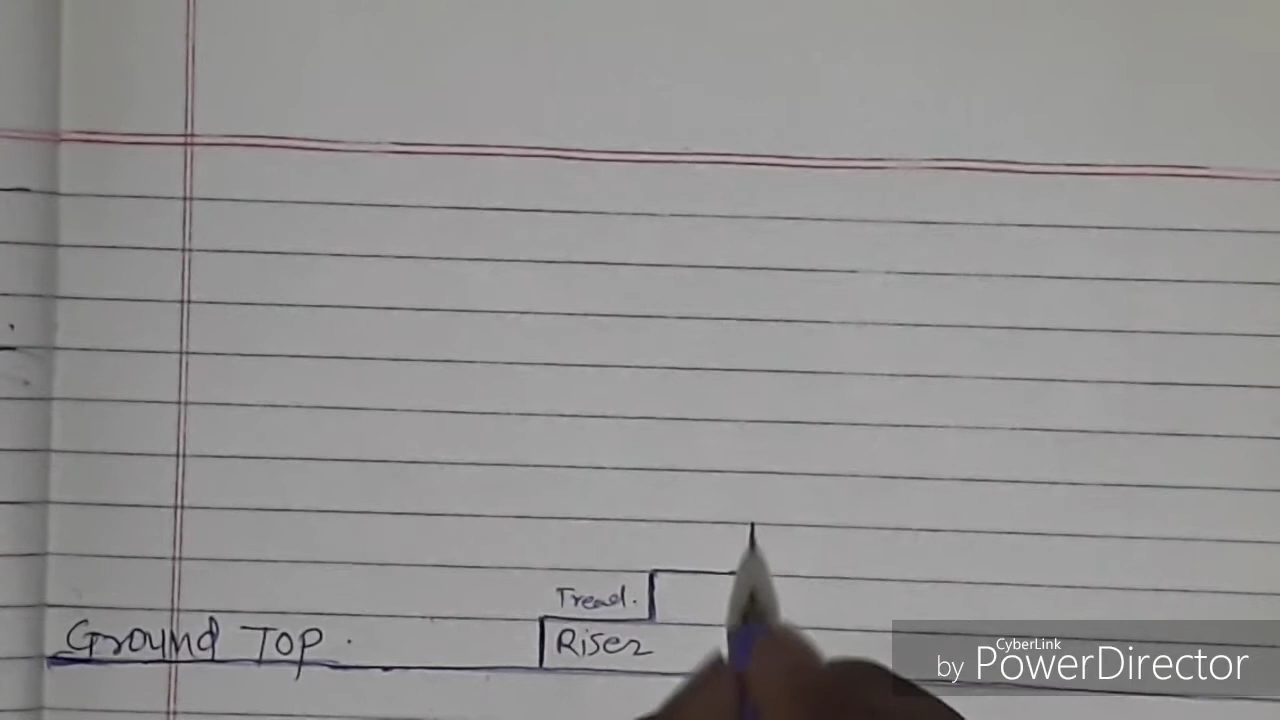 Tread.
Ground Top.
Riser
CyberLink
by PowerDirector